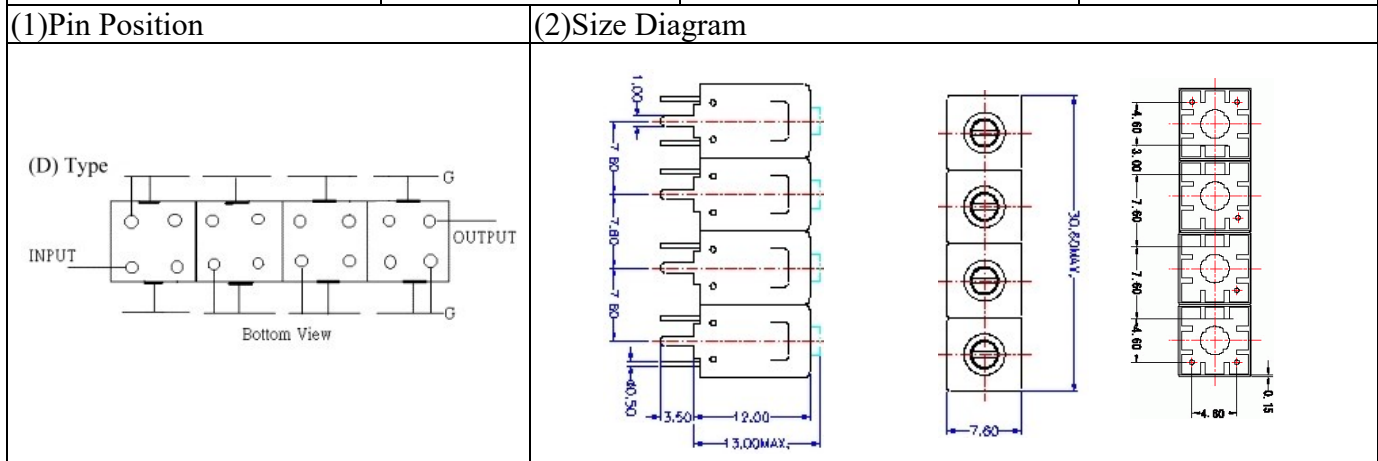 (1)Pin Position
(2)Size Diagram
(D) Type
G
INPUT
OUTPUT
G
Bottom View
1.00
7.80
7.80
7.80
Φ0.50
3.50
12.00
13.00MAX.
30.80MAX.
7.60
4.60
3.00
7.60
7.60
4.60
4.60
0.15